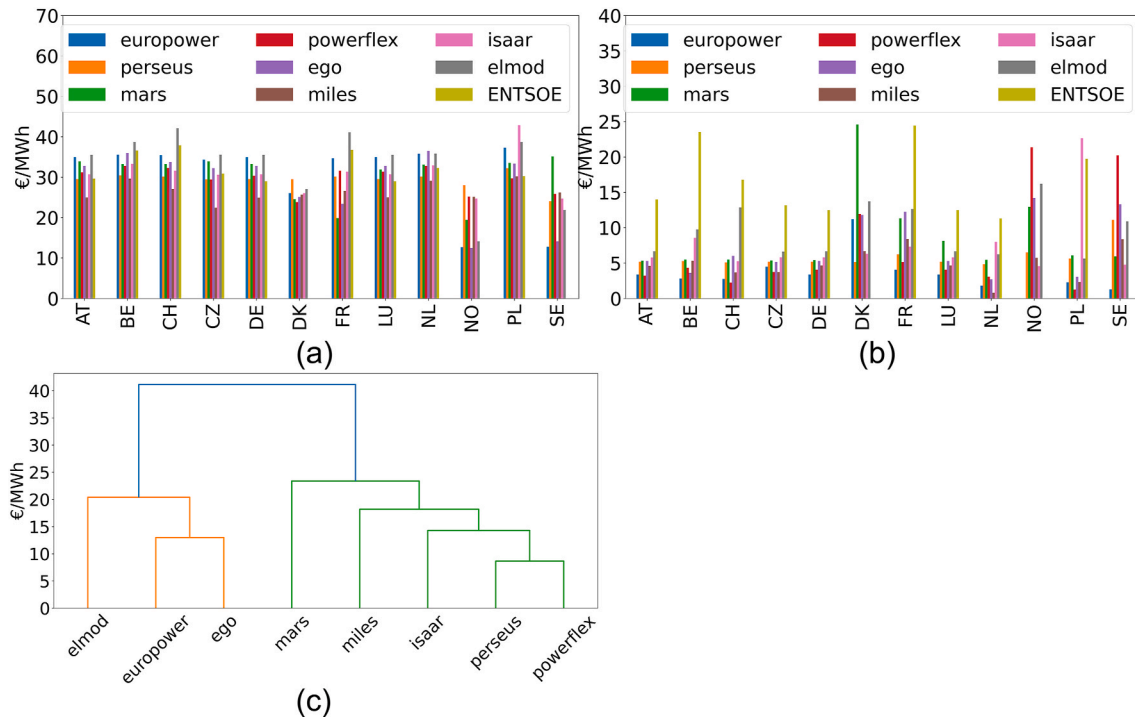 70
60
50
40
30
20
10
0
€/MWh
europower powerflex isaar
perseus ego elmod
mars miles ENTSOE
AT BE CH CZ DE DK FR LU NL NO PL SE
(a)
40
35
30
25
20
15
10
5
0
€/MWh
europower powerflex isaar
perseus ego elmod
mars miles ENTSOE
AT BE CH CZ DE DK FR LU NL NO PL SE
(b)
40
35
30
25
20
15
10
5
0
€/MWh
elmod europower ego mars miles isaar perseus powerflex
(c)